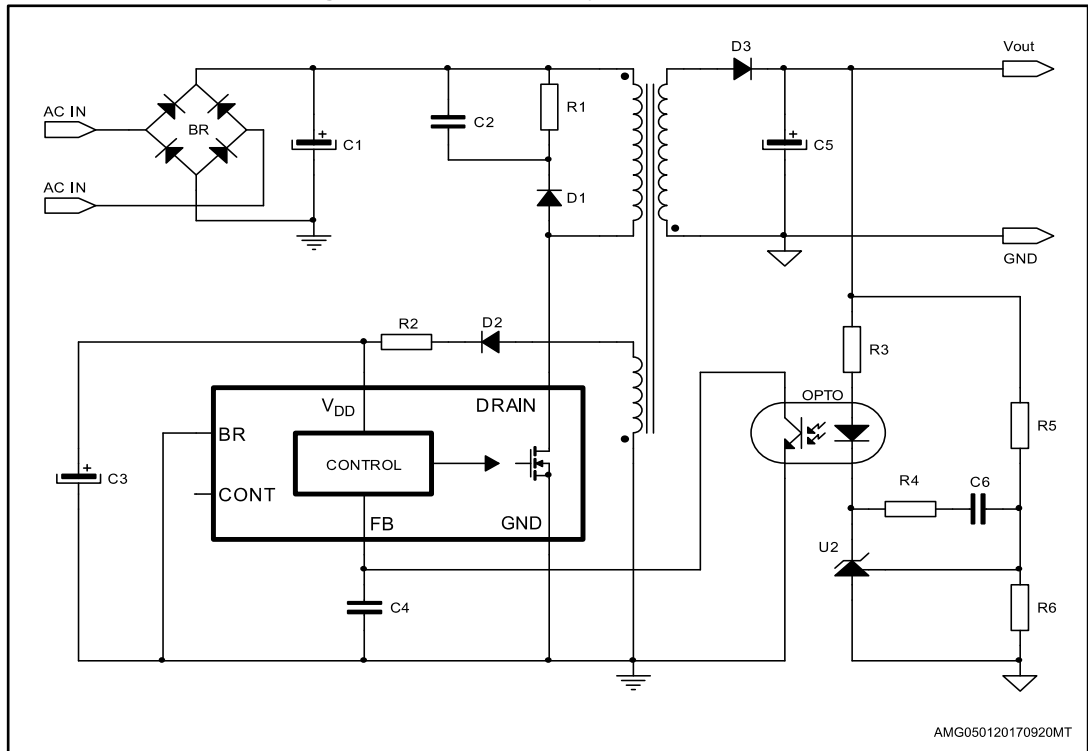 D3
Vout
AC IN
BR
C1
C2
R1
C5
AC IN
D1
GND
R2
D2
R3
OPTO
VDD
DRAIN
BR
R5
CONTROL
C3
CONT
R4
C6
FB
GND
U2
C4
R6
AMG050120170920MT